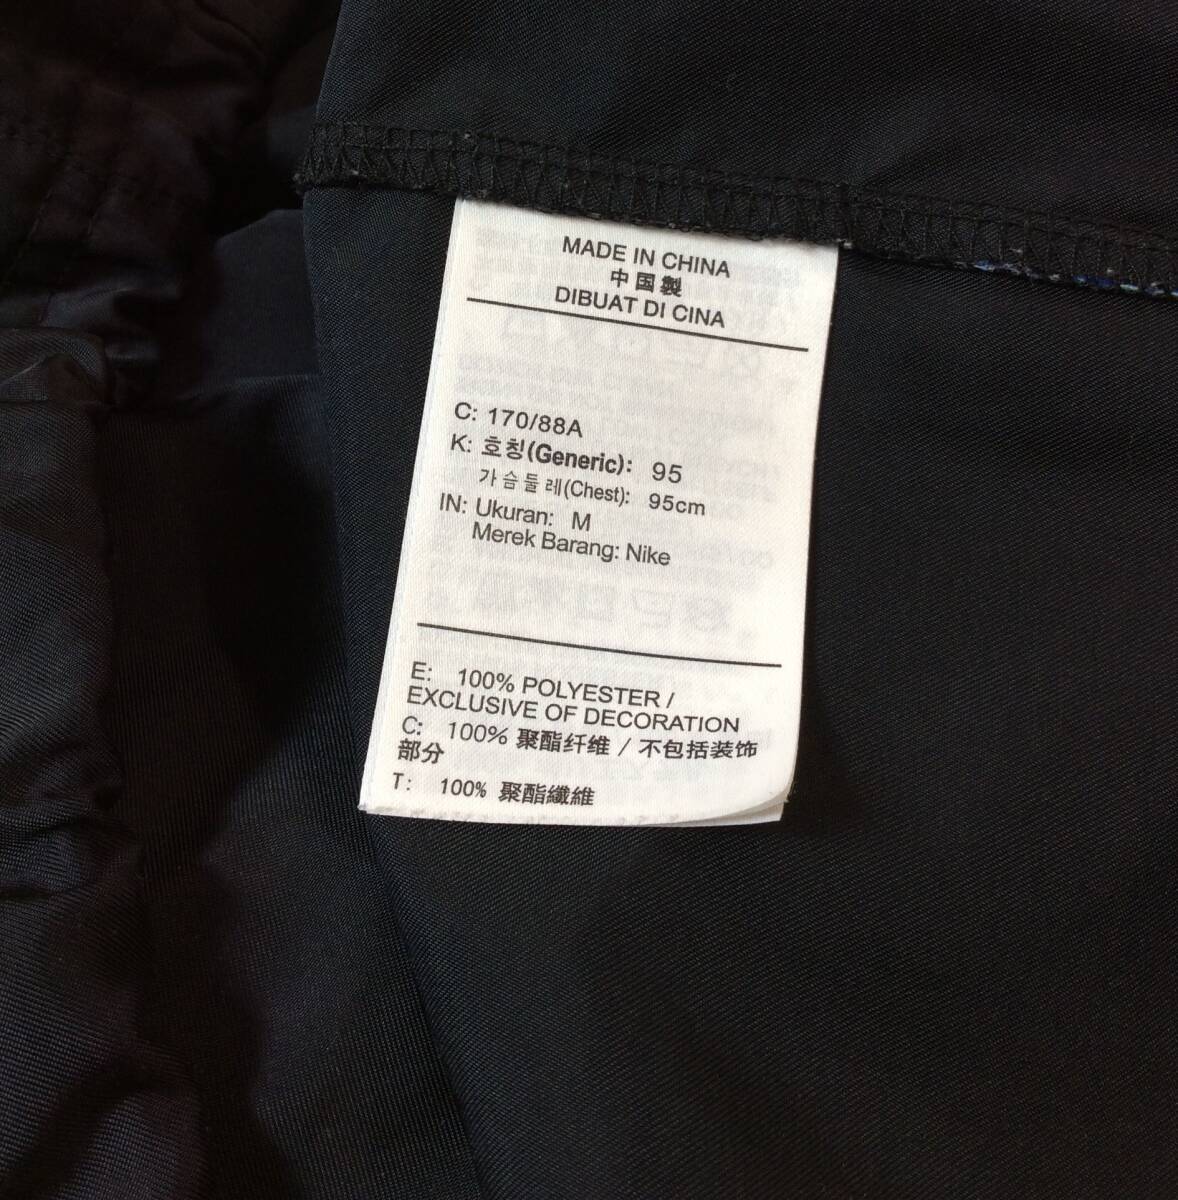 MADE IN CHINA
中国製
DIBUAT DI CINA
C: 170/88A
K: 호칭(Generic): 95
가슴둘레(Chest): 95cm
IN: Ukuran: M
Merek Barang: Nike
E: 100% POLYESTER /
EXCLUSIVE OF DECORATION
C: 100% 聚酯纤维 / 不包括装饰
部分
T: 100% 聚酯纖維